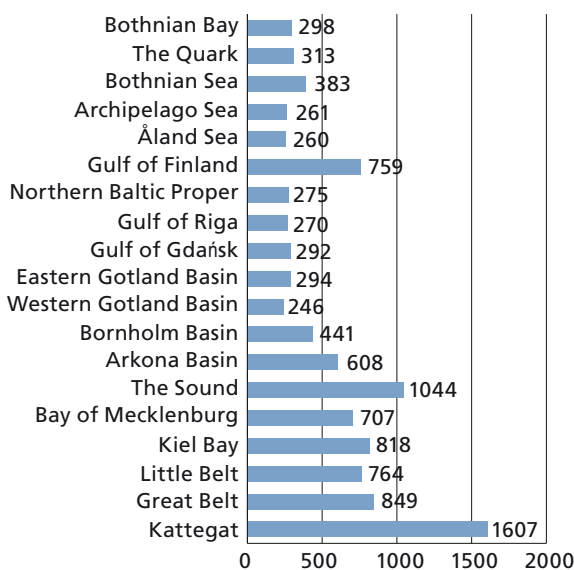 Bothnian Bay 298
The Quark 313
Bothnian Sea 383
Archipelago Sea 261
Åland Sea 260
Gulf of Finland 759
Northern Baltic Proper 275
Gulf of Riga 270
Gulf of Gdańsk 292
Eastern Gotland Basin 294
Western Gotland Basin 246
Bornholm Basin 441
Arkona Basin 608
The Sound 1044
Bay of Mecklenburg 707
Kiel Bay 818
Little Belt 764
Great Belt 849
Kattegat 1607
0 500 1000 1500 2000